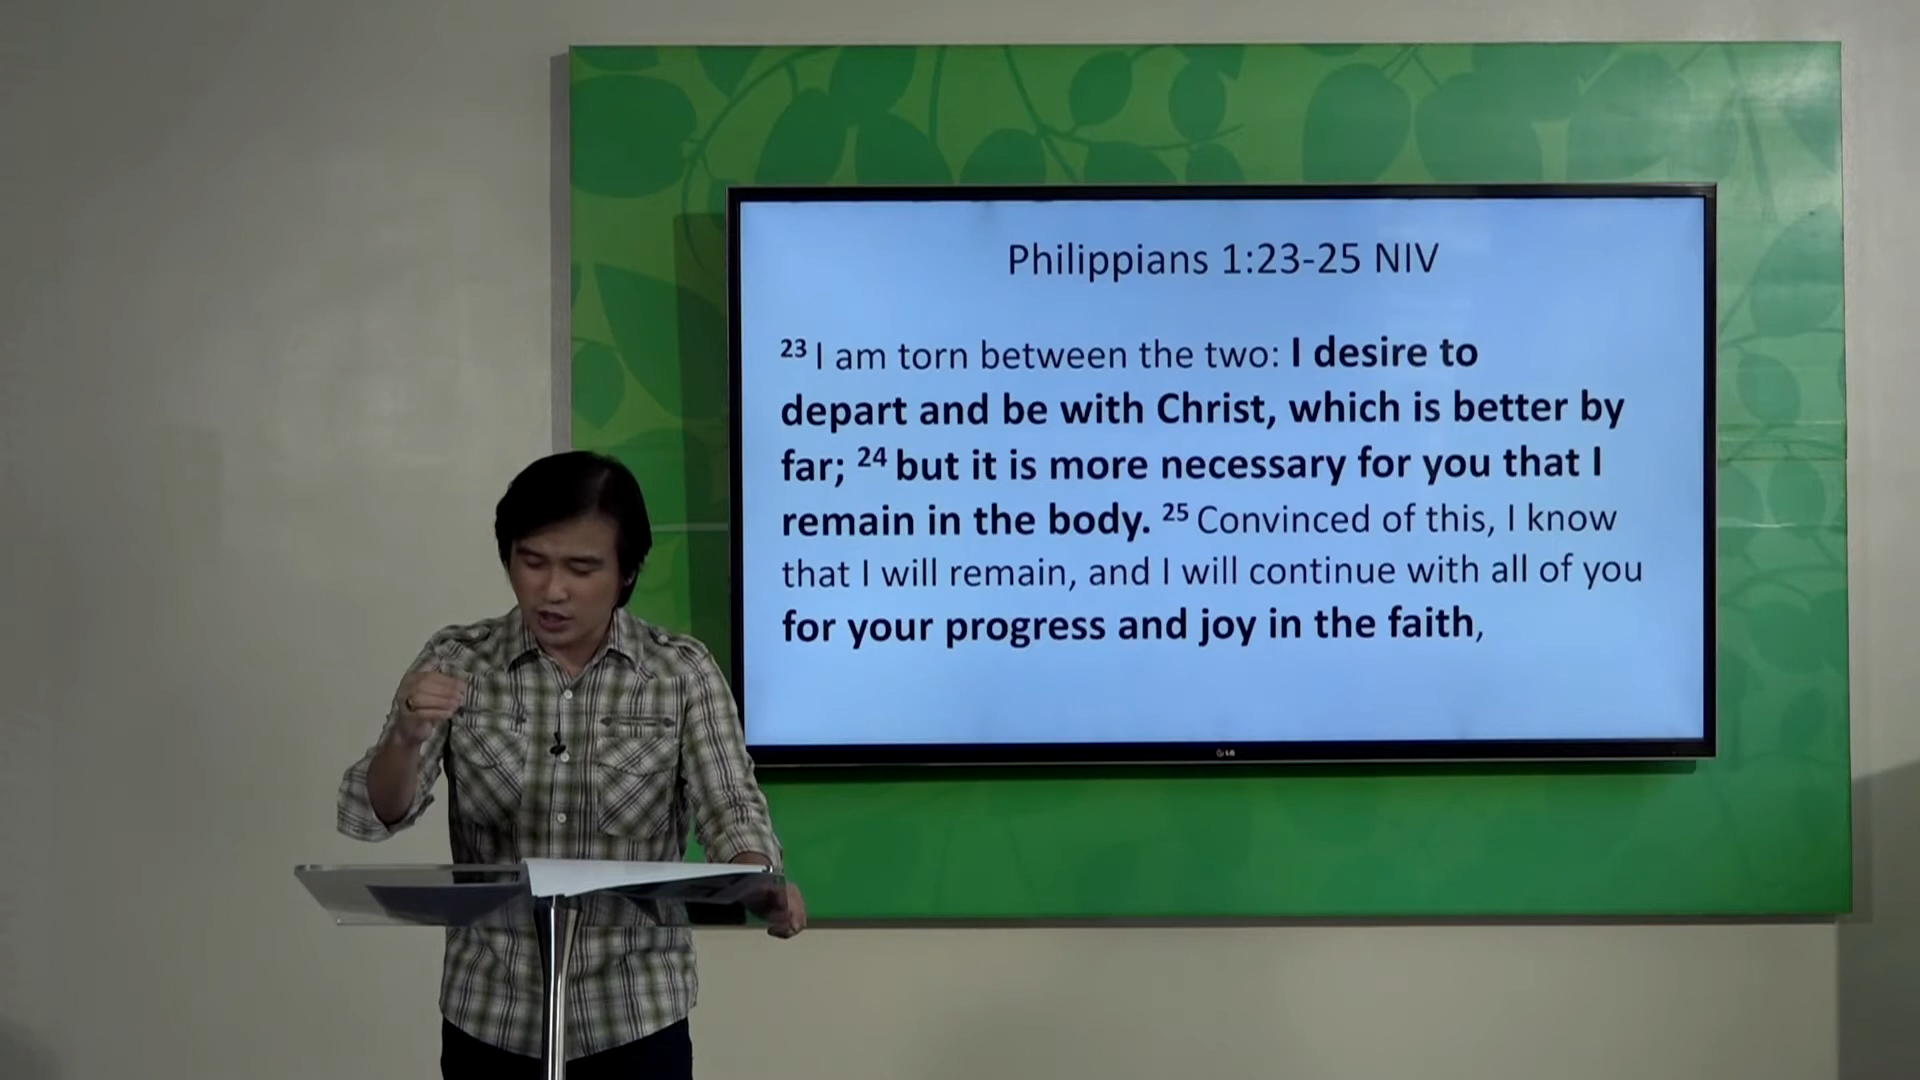 Philippians 1:23-25 NIV
23 I am torn between the two: I desire to
depart and be with Christ, which is better by
far; 24 but it is more necessary for you that I
remain in the body. 25 Convinced of this, I know
that I will remain, and I will continue with all of you
for your progress and joy in the faith,
LG